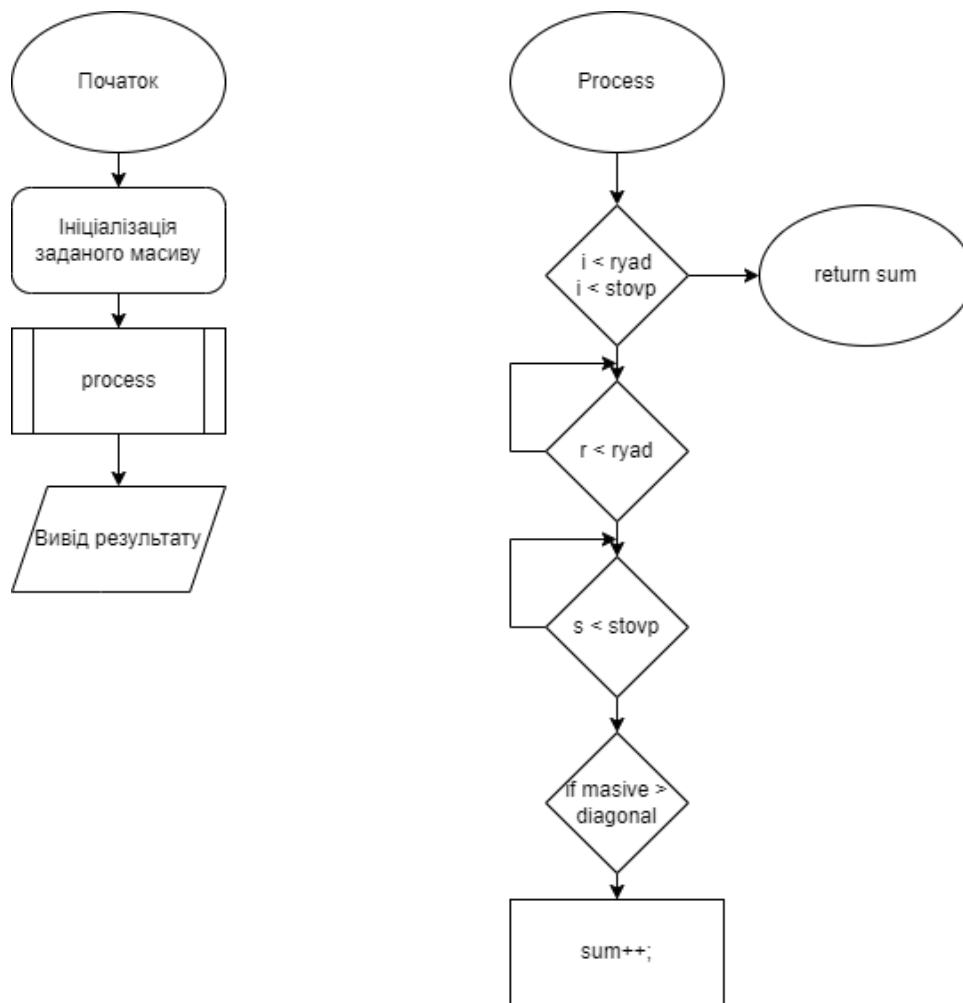 Початок
Ініціалізація
заданого масиву
process
Вивід результату
Process
i < ryad
i < stovp
return sum
r < ryad
s < stovp
if masive >
diagonal
sum++;